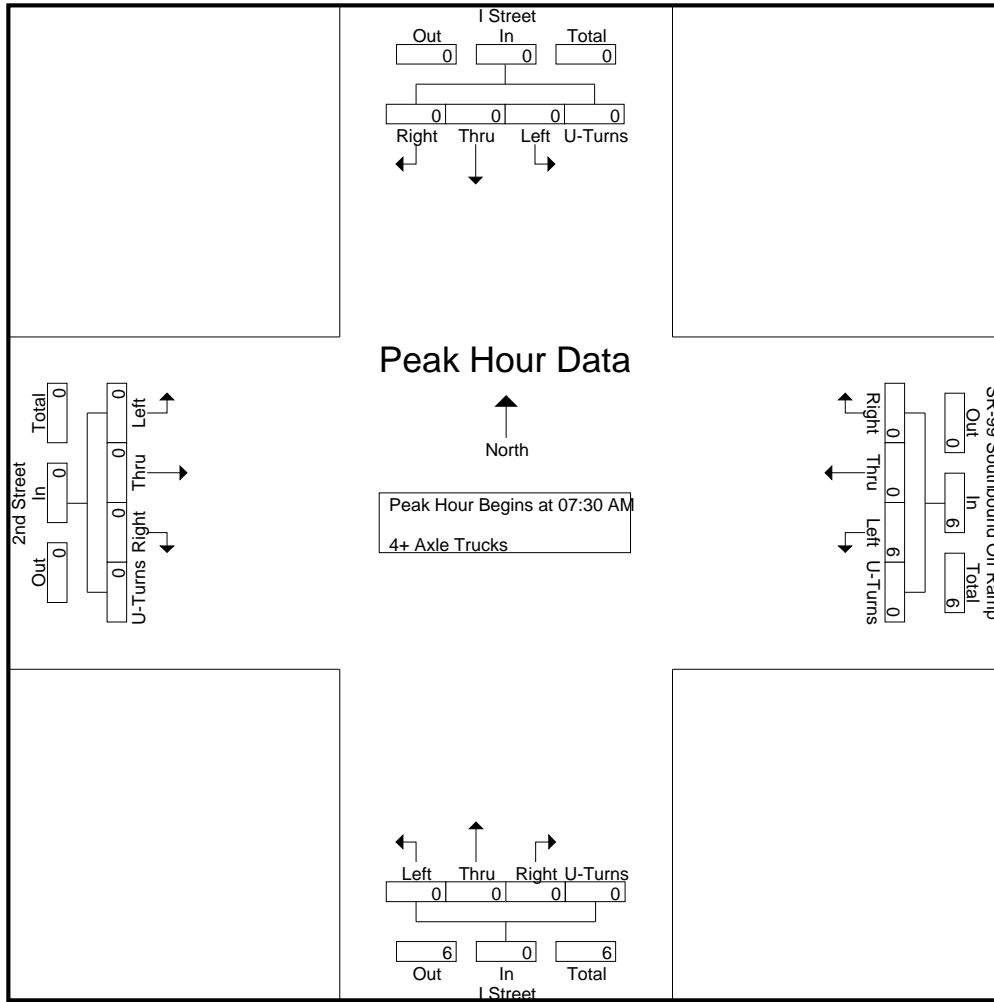 I Street
Out In Total
0 0 0
0 0 0 0
Right Thru Left U-Turns
Peak Hour Data
North
Peak Hour Begins at 07:30 AM
4+ Axle Trucks
2nd Street
Out In Total
0 0 0
0 0 0 0
Left Thru Right U-Turns
SR-99 Ramp
Out In Total
0 6 6
0 0 6 0
Right Thru Left U-Turns
Left Thru Right U-Turns
0 0 0 0
6 0 6
Out In Total
I Street